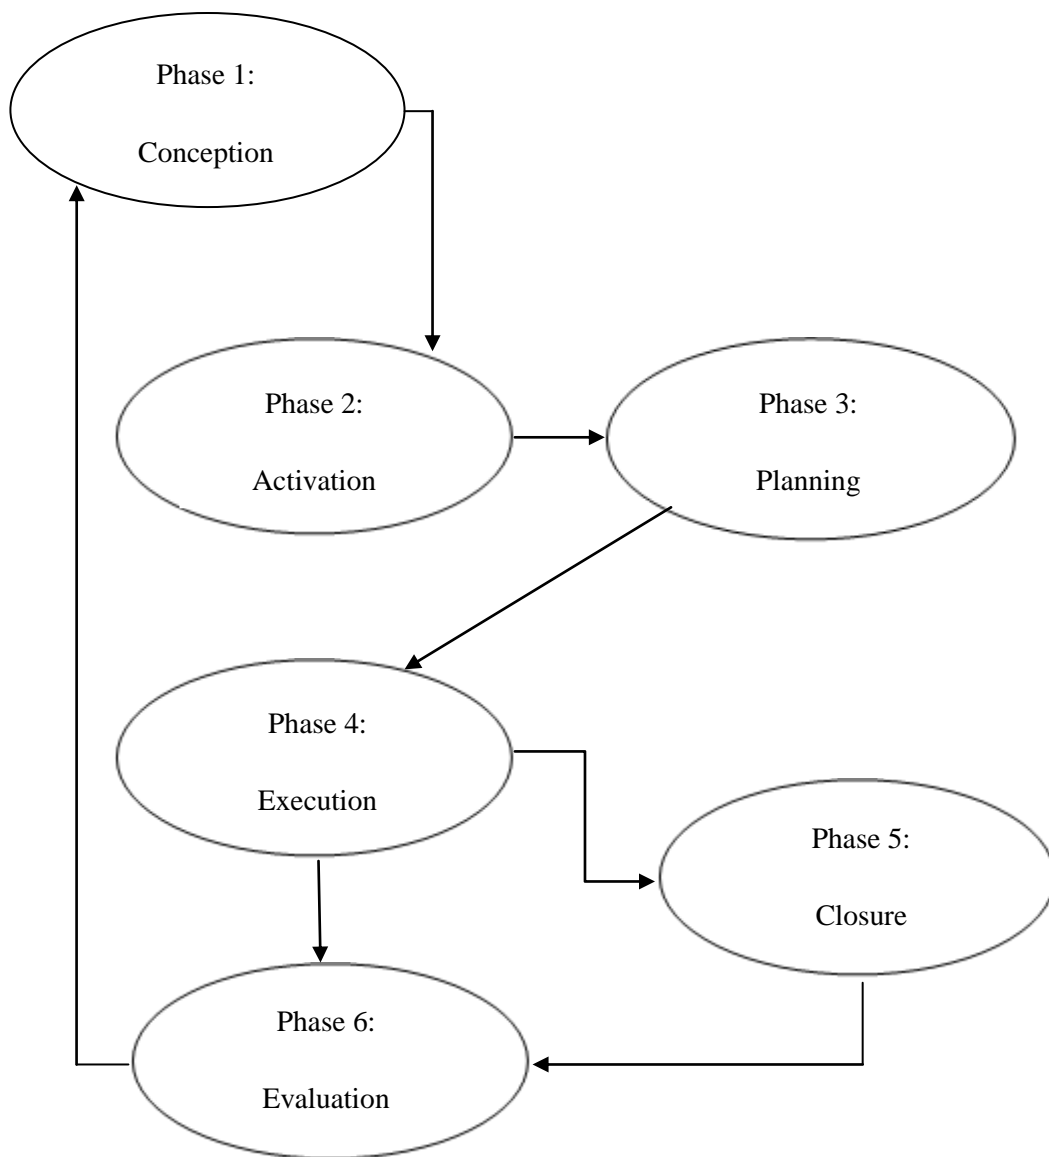 Phase 1:
Conception
Phase 2:
Activation
Phase 3:
Planning
Phase 4:
Execution
Phase 5:
Closure
Phase 6:
Evaluation